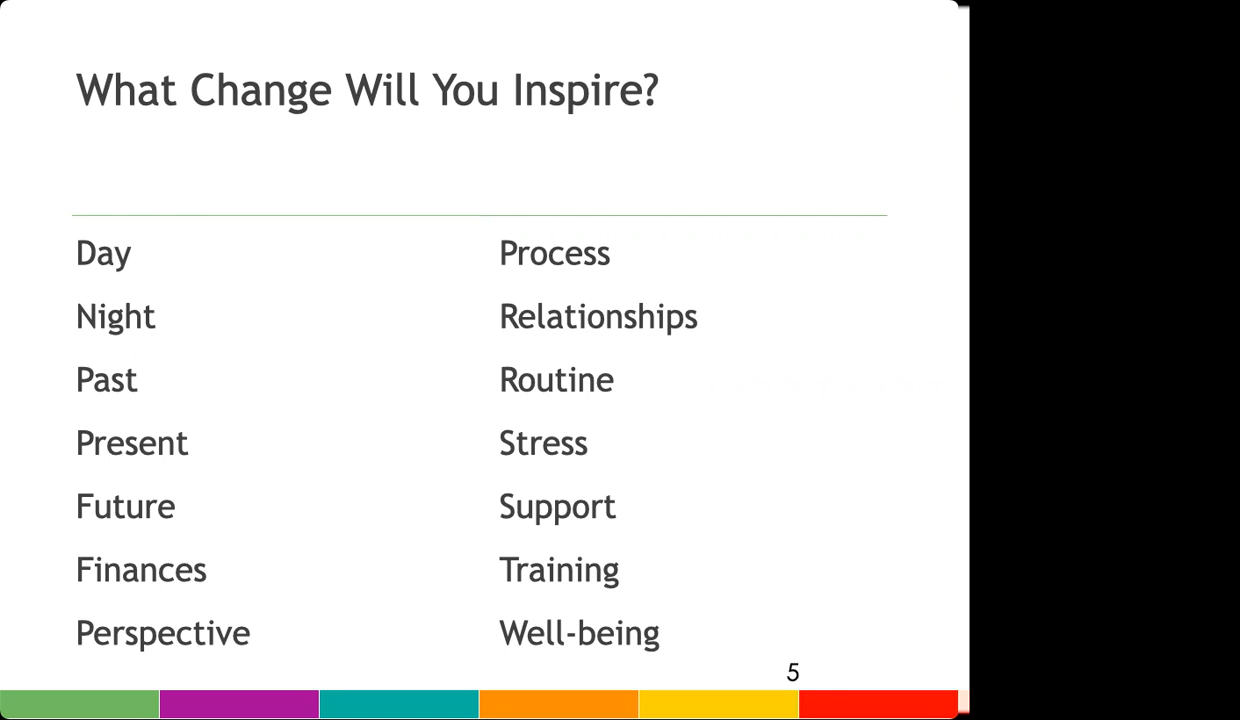 What Change Will You Inspire?
Day
Night
Past
Present
Future
Finances
Perspective
Process
Relationships
Routine
Stress
Support
Training
Well-being
5